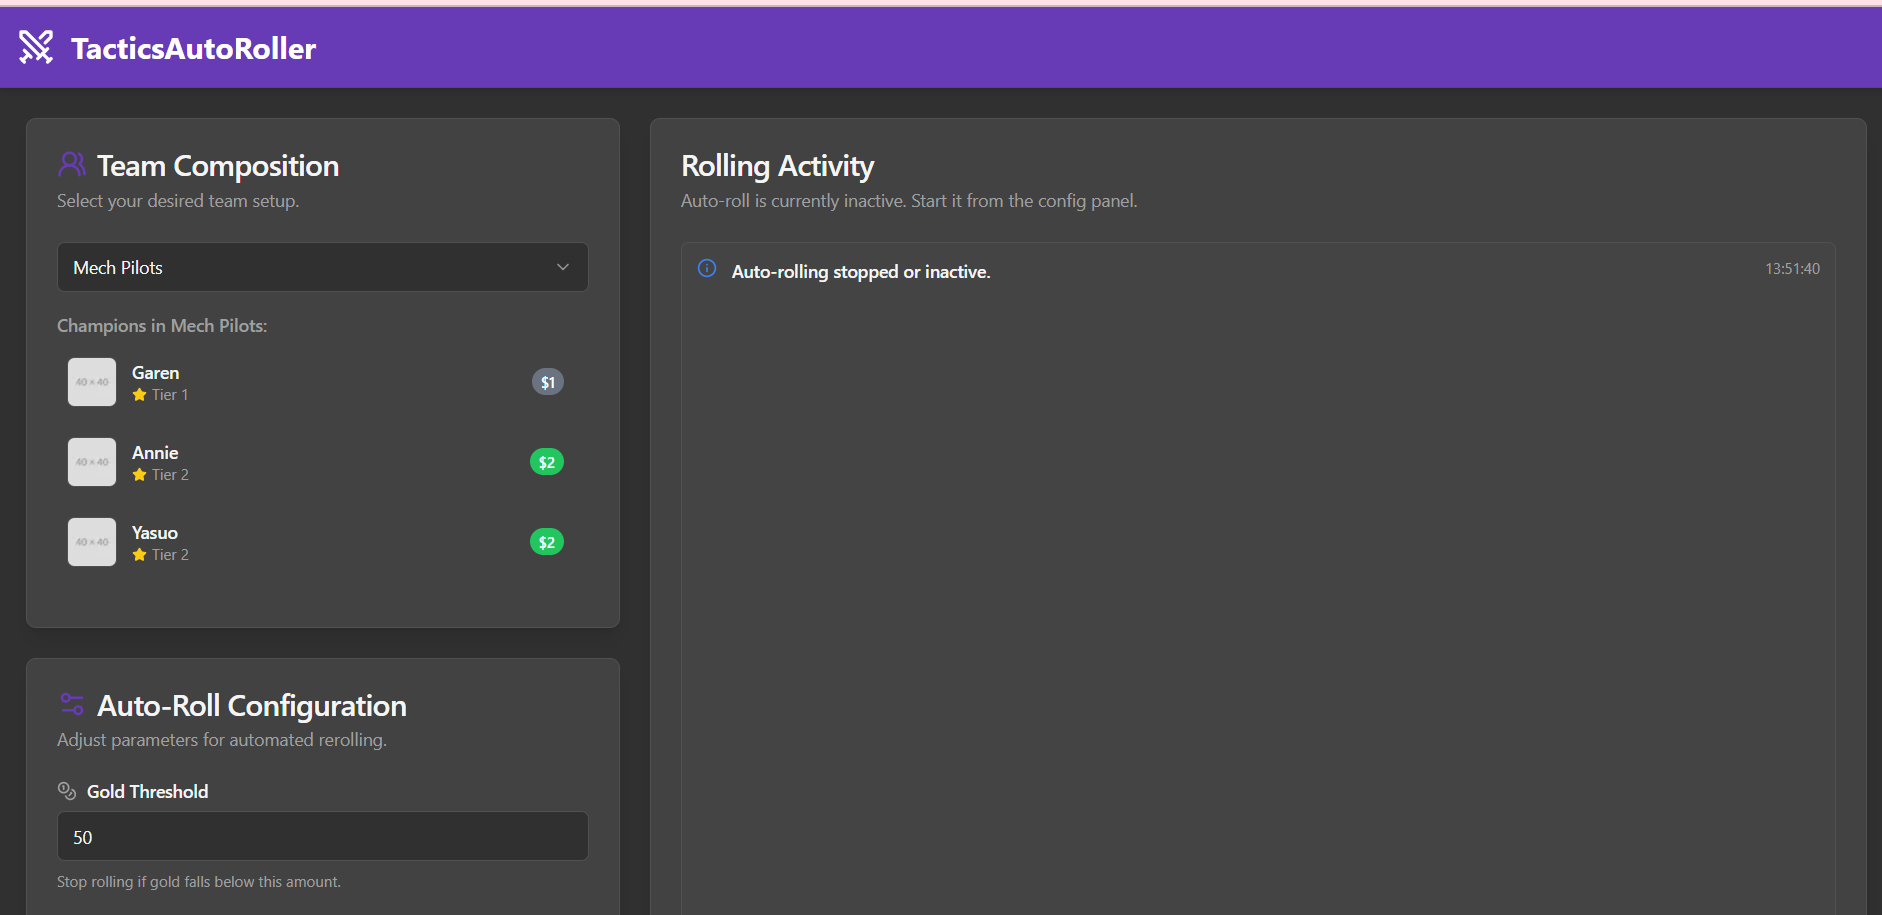 TacticsAutoRoller
Team Composition
Select your desired team setup.
Mech Pilots
Champions in Mech Pilots:
40×40
Garen
Tier 1
$1
40×40
Annie
Tier 2
$2
40×40
Yasuo
Tier 2
$2
Auto-Roll Configuration
Adjust parameters for automated rerolling.
Gold Threshold
50
Stop rolling if gold falls below this amount.
Rolling Activity
Auto-roll is currently inactive. Start it from the config panel.
Auto-rolling stopped or inactive.
13:51:40